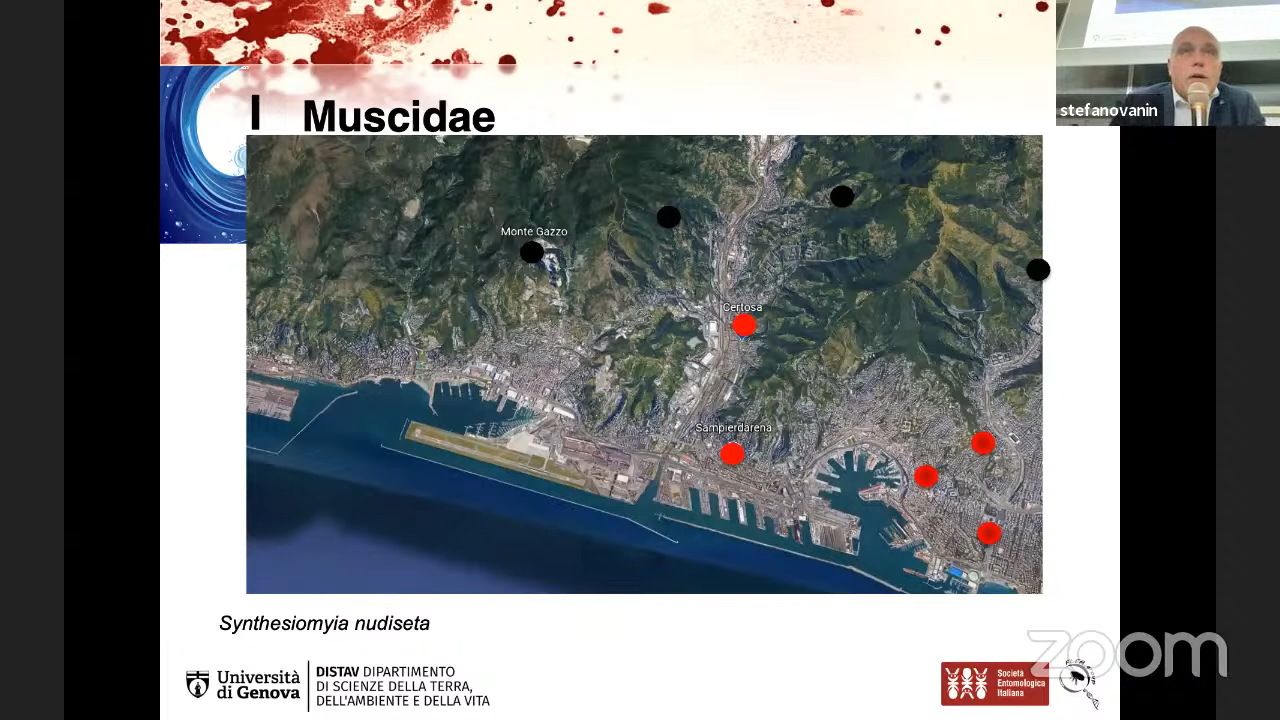 I Muscidae
stefanovanin
Monte Gazzo
Certosa
Sampierdarena
Synthesiomyia nudiseta
Università
di Genova
DISTAV DIPARTIMENTO
DI SCIENZE DELLA TERRA,
DELL'AMBIENTE E DELLA VITA
Società
Entomologica
Italiana
zoom